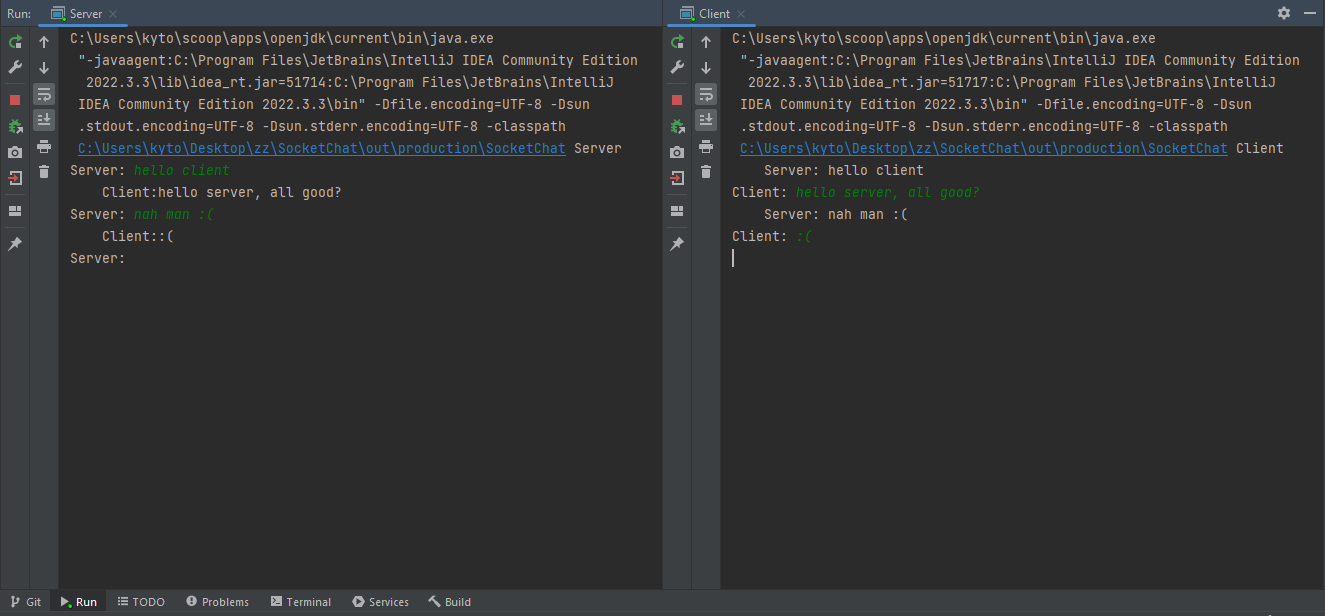 Run: Server Client
C:\Users\kyto\scoop\apps\openjdk\current\bin\java.exe
"-javaagent:C:\Program Files\JetBrains\IntelliJ IDEA Community Edition
2022.3.3\lib\idea_rt.jar=51714:C:\Program Files\JetBrains\IntelliJ
IDEA Community Edition 2022.3.3\bin" -Dfile.encoding=UTF-8 -Dsun
.stdout.encoding=UTF-8 -Dsun.stderr.encoding=UTF-8 -classpath
C:\Users\kyto\Desktop\zz\SocketChat\out\production\SocketChat Server
Server: hello client
Client:hello server, all good?
Server: nah man :(
Client::(
Server:
C:\Users\kyto\scoop\apps\openjdk\current\bin\java.exe
"-javaagent:C:\Program Files\JetBrains\IntelliJ IDEA Community Edition
2022.3.3\lib\idea_rt.jar=51717:C:\Program Files\JetBrains\IntelliJ
IDEA Community Edition 2022.3.3\bin" -Dfile.encoding=UTF-8 -Dsun
.stdout.encoding=UTF-8 -Dsun.stderr.encoding=UTF-8 -classpath
C:\Users\kyto\Desktop\zz\SocketChat\out\production\SocketChat Client
Server: hello client
Client: hello server, all good?
Server: nah man :(
Client: :(
Git Run TODO Problems Terminal Services Build